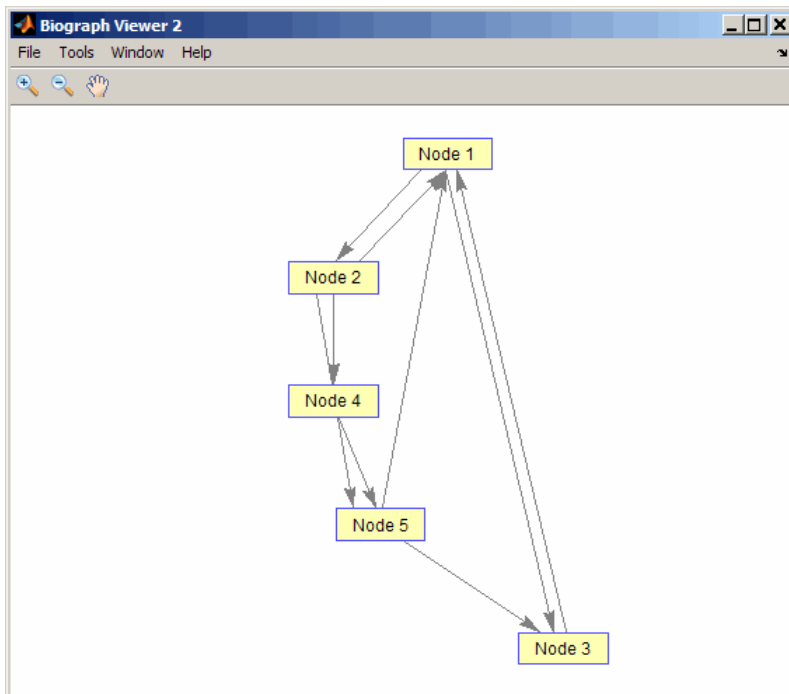 Biograph Viewer 2
File Tools Window Help
Node 1
Node 2
Node 4
Node 5
Node 3